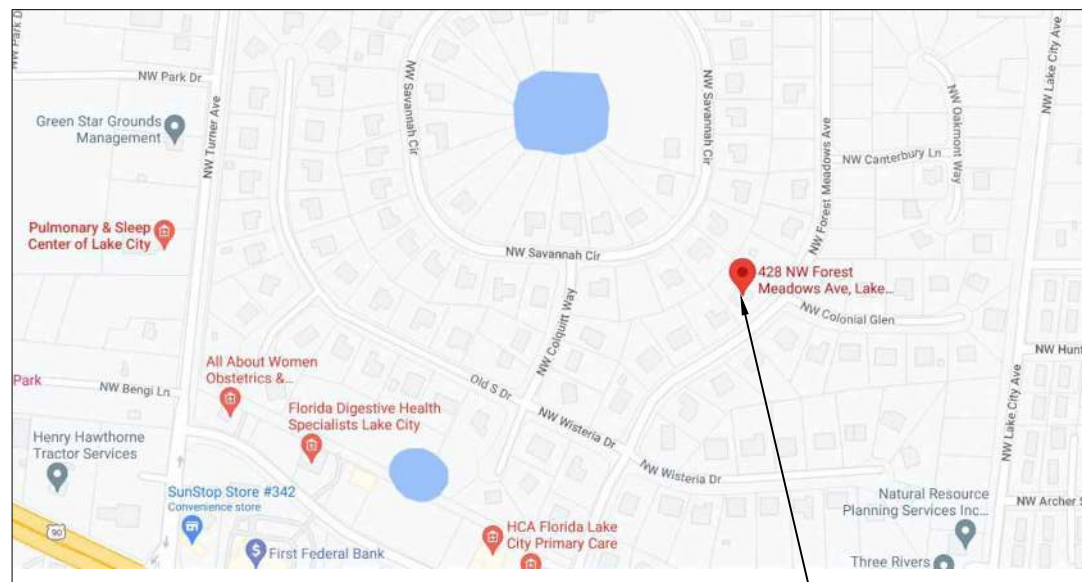 NW Park D
NW Park Dr
Green Star Grounds
Management
NW Turner Ave
Pulmonary & Sleep
Center of Lake City
NW Savannah Cir
NW Savannah Cir
NW Savannah Cir
NW Forest Meadows Ave
NW Forest
NW Canterbury Ln
NW Oakmont Way
NW Lake City Ave
428 NW Forest
Meadows Ave, Lake...
NW Colonial Glen
NW Colquitt Way
NW Hunt
All About Women
Obstetrics &...
Park
NW Bengi Ln
Old S Dr
Florida Digestive Health
Specialists Lake City
NW Wisteria Dr
NW Wisteria Dr
NW Lake City Ave
Henry Hawthorne
Tractor Services
SunStop Store #342
Convenience store
90
$
First Federal Bank
HCA Florida Lake
City Primary Care
Natural Resource
Planning Services Inc...
NW Archer S
Three Rivers